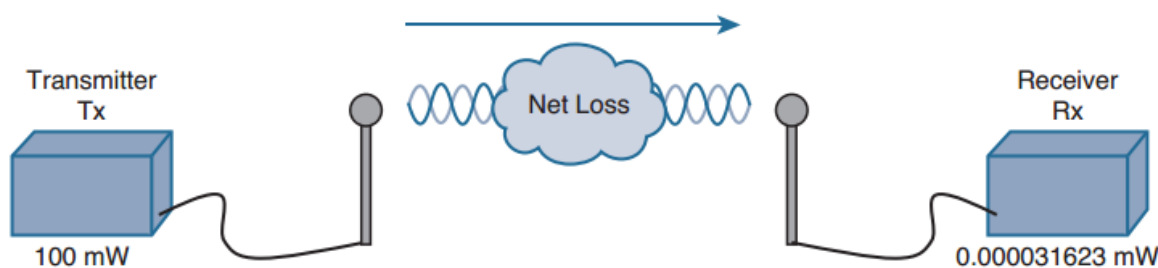 Transmitter
Tx
100 mW
Net Loss
Receiver
Rx
0.000031623 mW